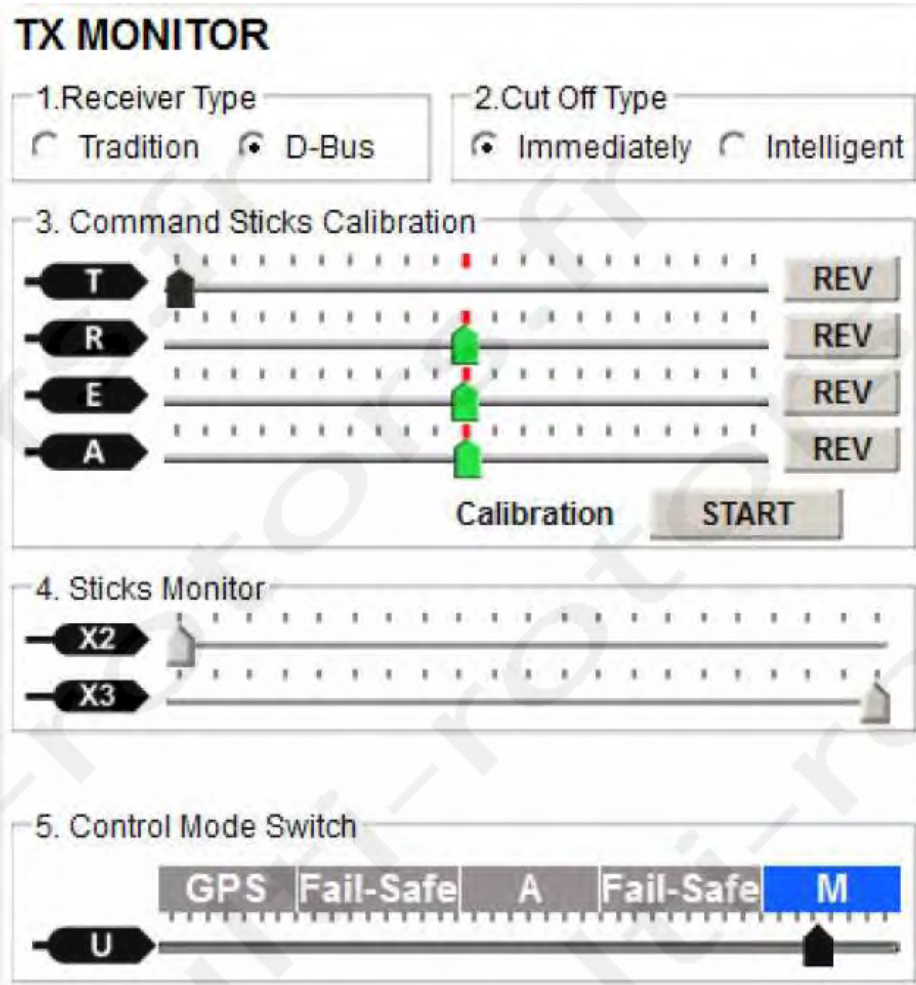 TX MONITOR
1.Receiver Type
Tradition D-Bus
2.Cut Off Type
Immediately Intelligent
3. Command Sticks Calibration
T REV
R REV
E REV
A REV
Calibration START
4. Sticks Monitor
X2
X3
5. Control Mode Switch
GPS Fail-Safe A Fail-Safe M
U